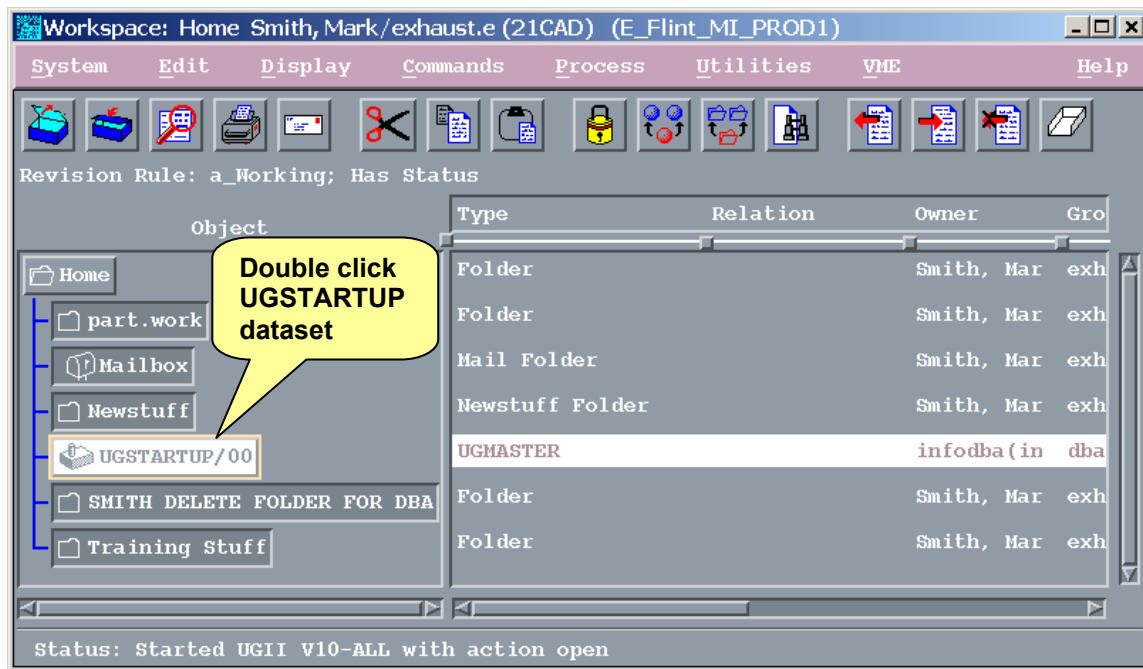 Workspace: Home Smith, Mark/exhaust.e (21CAD) (E_Flint_MI_PROD1)
System Edit Display Commands Process Utilities VME Help
Revision Rule: a_Working; Has Status
Object Type Relation Owner Gro
Double click
UGSTARTUP
dataset
Home Folder Smith, Mar exh
part.work Folder Smith, Mar exh
Mailbox Mail Folder Smith, Mar exh
Newstuff Newstuff Folder Smith, Mar exh
UGSTARTUP/00 UGMASTER infodba(in dba
SMITH DELETE FOLDER FOR DBA Folder Smith, Mar exh
Training Stuff Folder Smith, Mar exh
Status: Started UGII V10-ALL with action open